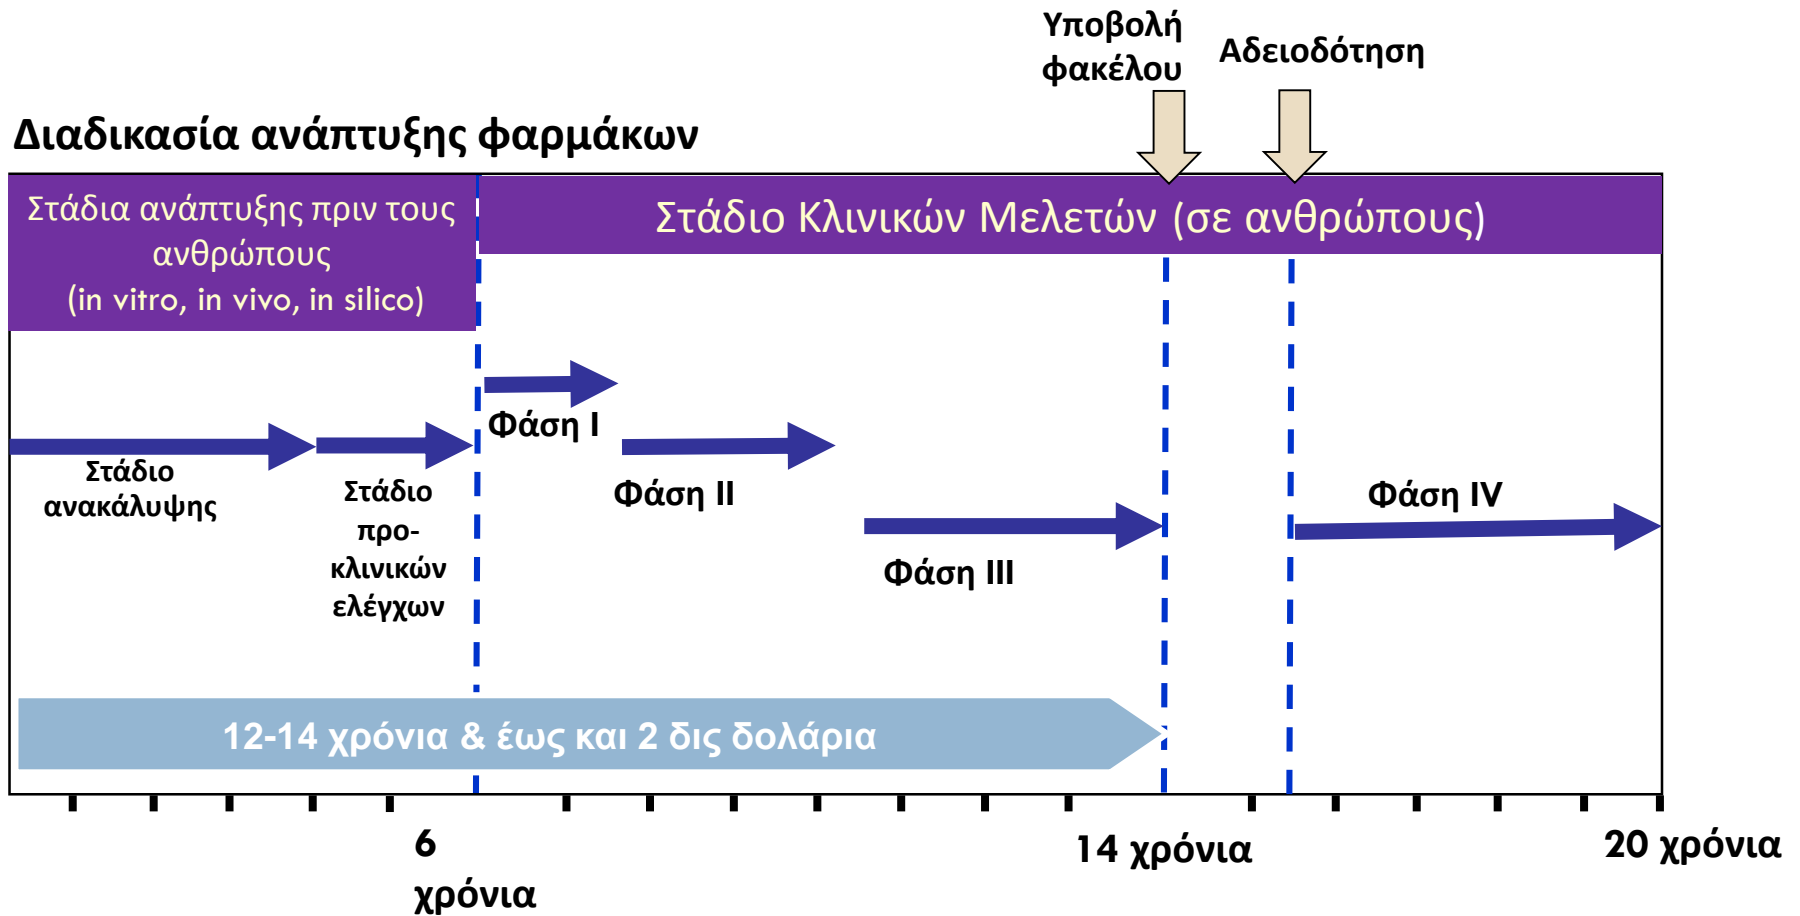 Υποβολή
φακέλου
Αδειοδότηση
Διαδικασία ανάπτυξης φαρμάκων
Στάδια ανάπτυξης πριν τους
ανθρώπους
(in vitro, in vivo, in silico)
Στάδιο Κλινικών Μελετών (σε ανθρώπους)
Στάδιο
ανακάλυψης
Στάδιο
προ-
κλινικών
ελέγχων
Φάση I
Φάση II
Φάση III
Φάση IV
12-14 χρόνια & έως και 2 δις δολάρια
6
χρόνια
14 χρόνια
20 χρόνια